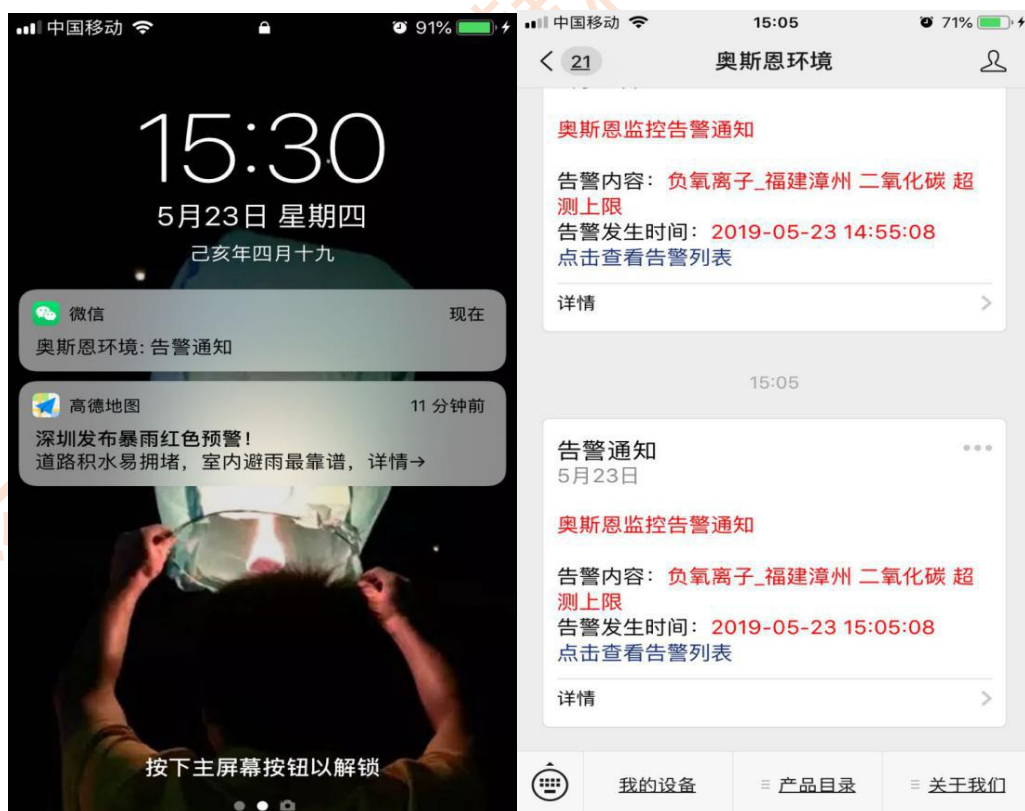 中国移动
91%
15:30
5月23日 星期四
己亥年四月十九
微信 现在
奥斯恩环境: 告警通知
高德地图 11 分钟前
深圳发布暴雨红色预警!
道路积水易拥堵，室内避雨最靠谱，详情→
按下主屏幕按钮以解锁
中国移动 15:05 71%
21 奥斯恩环境
奥斯恩监控告警通知
告警内容：负氧离子_福建漳州 二氧化碳 超
测上限
告警发生时间：2019-05-23 14:55:08
点击查看告警列表
详情
15:05
告警通知
5月23日
奥斯恩监控告警通知
告警内容：负氧离子_福建漳州 二氧化碳 超
测上限
告警发生时间：2019-05-23 15:05:08
点击查看告警列表
详情
我的设备 产品目录 关于我们